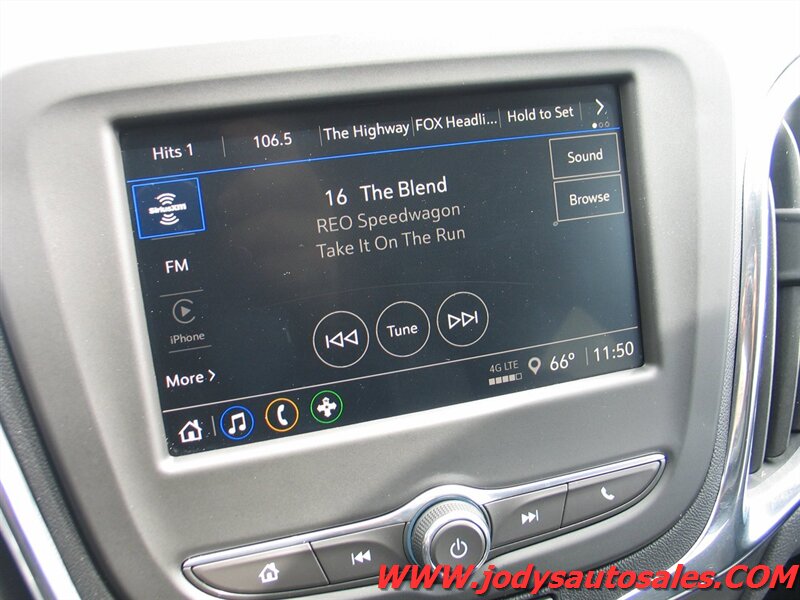 Hits 1 106.5 The Highway FOX Headli... Hold to Set
SiriusXM
16 The Blend
Sound
REO Speedwagon
Browse
Take It On The Run
FM
iPhone
Tune
More
4G LTE 66° 11:50
WWW.jodysautosales.COM